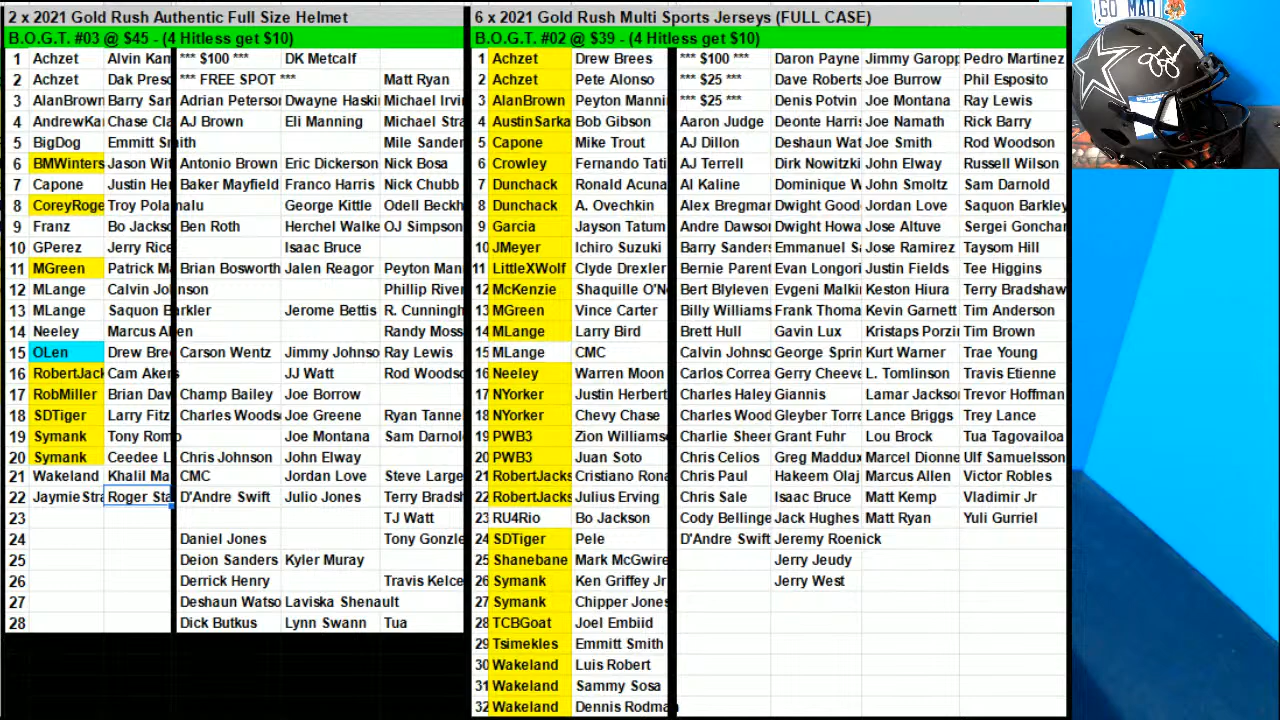 2 x 2021 Gold Rush Authentic Full Size Helmet
B.O.G.T. #03 @ $45 - (4 Hitless get $10)
1 Achzet Alvin Kan *** $100 *** DK Metcalf
2 Achzet Dak Presc *** FREE SPOT *** Matt Ryan
3 AlanBrown Barry San Adrian Peterson Dwayne Haski Michael Irvi
4 AndrewKa Chase Cla AJ Brown Eli Manning Michael Stra
5 BigDog Emmitt Smith Mile Sander
6 BMWinters Jason Wit Antonio Brown Eric Dickerson Nick Bosa
7 Capone Justin Her Baker Mayfield Franco Harris Nick Chubb
8 CoreyRoge Troy Polamalu George Kittle Odell Beckh
9 Franz Bo Jackso Ben Roth Herchel Walke OJ Simpson
10 GPerez Jerry Rice Isaac Bruce
11 MGreen Patrick M Brian Bosworth Jalen Reagor Peyton Man
12 MLange Calvin Johnson Phillip River
13 MLange Saquon Barkler Jerome Bettis R. Cunningh
14 Neeley Marcus Allen Randy Moss
15 OLen Drew Bree Carson Wentz Jimmy Johnso Ray Lewis
16 RobertJack Cam Akers JJ Watt Rod Woods
17 RobMiller Brian Dav Champ Bailey Joe Borrow
18 SDTiger Larry Fitz Charles Woods Joe Greene Ryan Tanne
19 Symank Tony Romo Joe Montana Sam Darnol
20 Symank Ceedee L Chris Johnson John Elway
21 Wakeland Khalil Ma CMC Jordan Love Steve Large
22 JaymieStra Roger Sta D'Andre Swift Julio Jones Terry Bradsh
23 TJ Watt
24 Daniel Jones Tony Gonzle
25 Deion Sanders Kyler Muray
26 Derrick Henry Travis Kelce
27 Deshaun Watso Laviska Shenault
28 Dick Butkus Lynn Swann Tua
6 x 2021 Gold Rush Multi Sports Jerseys (FULL CASE)
B.O.G.T. #02 @ $39 - (4 Hitless get $10)
1 Achzet Drew Brees *** $100 *** Daron Payne Jimmy Garopp Pedro Martinez
2 Achzet Pete Alonso *** $25 *** Dave Roberts Joe Burrow Phil Esposito
3 AlanBrown Peyton Manni *** $25 *** Denis Potvin Joe Montana Ray Lewis
4 AustinSarka Bob Gibson Aaron Judge Deonte Harris Joe Namath Rick Barry
5 Capone Mike Trout AJ Dillon Deshaun Wat Joe Smith Rod Woodson
6 Crowley Fernando Tati AJ Terrell Dirk Nowitzki John Elway Russell Wilson
7 Dunchack Ronald Acuna Al Kaline Dominique W John Smoltz Sam Darnold
8 Dunchack A. Ovechkin Alex Bregman Dwight Good Jordan Love Saquon Barkley
9 Garcia Jayson Tatum Andre Dawson Dwight Howa Jose Altuve Sergei Gonchar
10 JMeyer Ichiro Suzuki Barry Sanders Emmanuel Sa Jose Ramirez Taysom Hill
11 LittleXWolf Clyde Drexler Bernie Parent Evan Longori Justin Fields Tee Higgins
12 McKenzie Shaquille O'N Bert Blyleven Evgeni Malkin Keston Hiura Terry Bradshaw
13 MGreen Vince Carter Billy Williams Frank Thoma Kevin Garnett Tim Anderson
14 MLange Larry Bird Brett Hull Gavin Lux Kristaps Porzi Tim Brown
15 MLange CMC Calvin Johnso George Sprin Kurt Warner Trae Young
16 Neeley Warren Moon Carlos Correa Gerry Cheeve L. Tomlinson Travis Etienne
17 NYorker Justin Herbert Charles Haley Giannis Lamar Jackso Trevor Hoffman
18 NYorker Chevy Chase Charles Wood Gleyber Torre Lance Briggs Trey Lance
19 PWB3 Zion Williams Charlie Sheen Grant Fuhr Lou Brock Tua Tagovailoa
20 PWB3 Juan Soto Chris Celios Greg Maddux Marcel Dionne Ulf Samuelsson
21 RobertJacks Cristiano Rona Chris Paul Hakeem Olaj Marcus Allen Victor Robles
22 RobertJacks Julius Erving Chris Sale Isaac Bruce Matt Kemp Vladimir Jr
23 RU4Rio Bo Jackson Cody Bellinge Jack Hughes Matt Ryan Yuli Gurriel
24 SDTiger Pele D'Andre Swift Jeremy Roenick
25 Shanebane Mark McGwire Jerry Jeudy
26 Symank Ken Griffey Jr Jerry West
27 Symank Chipper Jones
28 TCBGoat Joel Embiid
29 Tsimekles Emmitt Smith
30 Wakeland Luis Robert
31 Wakeland Sammy Sosa
32 Wakeland Dennis Rodman
GO MAD